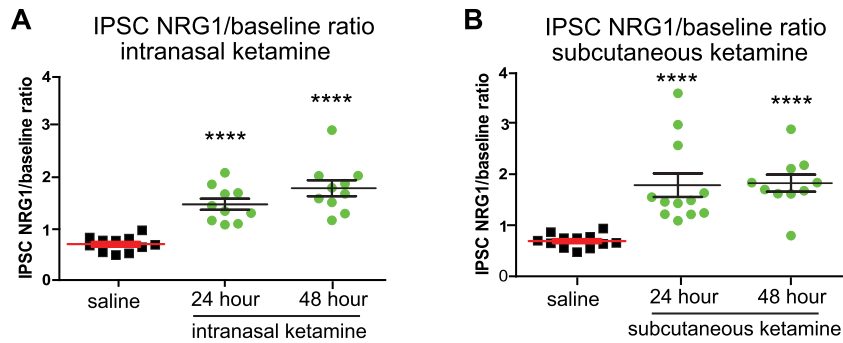 A
IPSC NRG1/baseline ratio
intranasal ketamine
IPSC NRG1/baseline ratio
4
3
2
1
0
****
****
saline
24 hour
48 hour
intranasal ketamine
B
IPSC NRG1/baseline ratio
subcutaneous ketamine
IPSC NRG1/baseline ratio
4
3
2
1
0
****
****
saline
24 hour
48 hour
subcutaneous ketamine